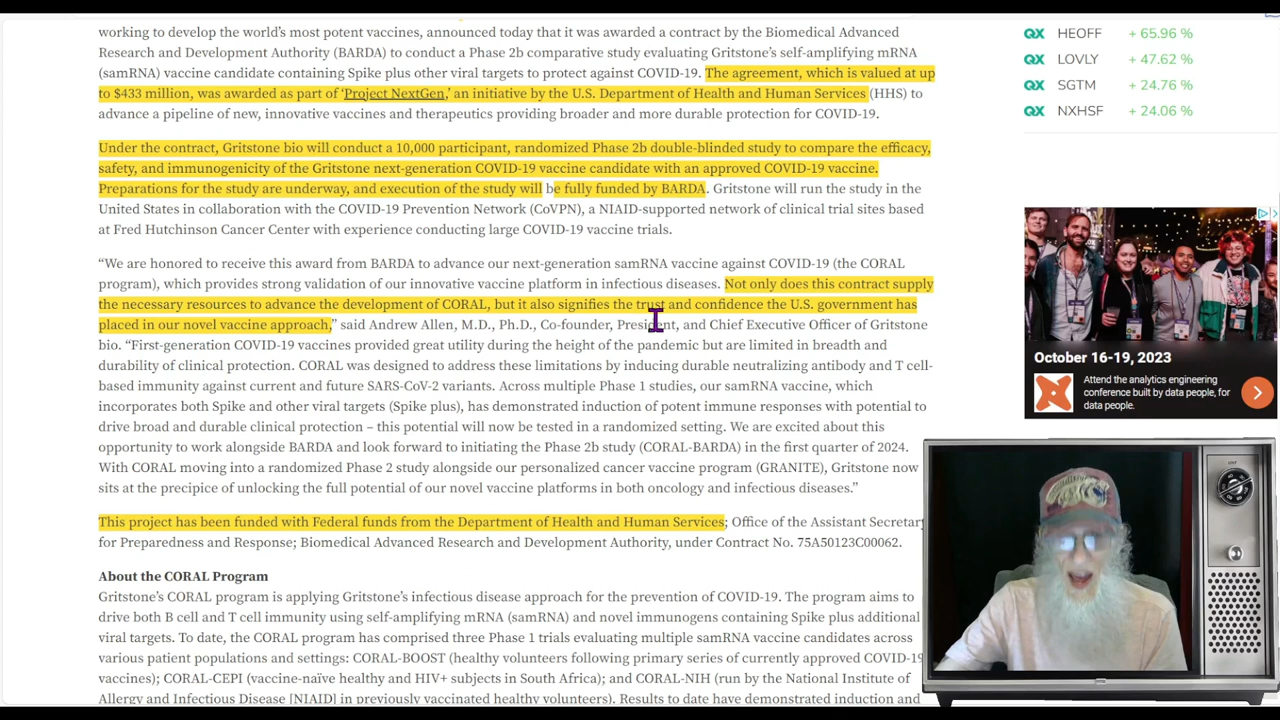 working to develop the world's most potent vaccines, announced today that it was awarded a contract by the Biomedical Advanced
Research and Development Authority (BARDA) to conduct a Phase 2b comparative study evaluating Gritstone's self-amplifying mRNA
(samRNA) vaccine candidate containing Spike plus other viral targets to protect against COVID-19. The agreement, which is valued at up
to $433 million, was awarded as part of ‘Project NextGen,’ an initiative by the U.S. Department of Health and Human Services (HHS) to
advance a pipeline of new, innovative vaccines and therapeutics providing broader and more durable protection for COVID-19.
Under the contract, Gritstone bio will conduct a 10,000 participant, randomized Phase 2b double-blinded study to compare the efficacy,
safety, and immunogenicity of the Gritstone next-generation COVID-19 vaccine candidate with an approved COVID-19 vaccine.
Preparations for the study are underway, and execution of the study will be fully funded by BARDA. Gritstone will run the study in the
United States in collaboration with the COVID-19 Prevention Network (CoVPN), a NIAID-supported network of clinical trial sites based
at Fred Hutchinson Cancer Center with experience conducting large COVID-19 vaccine trials.
“We are honored to receive this award from BARDA to advance our next-generation samRNA vaccine against COVID-19 (the CORAL
program), which provides strong validation of our innovative vaccine platform in infectious diseases. Not only does this contract supply
the necessary resources to advance the development of CORAL, but it also signifies the trust and confidence the U.S. government has
placed in our novel vaccine approach,” said Andrew Allen, M.D., Ph.D., Co-founder, President, and Chief Executive Officer of Gritstone
bio. “First-generation COVID-19 vaccines provided great utility during the height of the pandemic but are limited in breadth and
durability of clinical protection. CORAL was designed to address these limitations by inducing durable neutralizing antibody and T cell-
based immunity against current and future SARS-CoV-2 variants. Across multiple Phase 1 studies, our samRNA vaccine, which
incorporates both Spike and other viral targets (Spike plus), has demonstrated induction of potent immune responses with potential to
drive broad and durable clinical protection – this potential will now be tested in a randomized setting. We are excited about this
opportunity to work alongside BARDA and look forward to initiating the Phase 2b study (CORAL-BARDA) in the first quarter of 2024.
With CORAL moving into a randomized Phase 2 study alongside our personalized cancer vaccine program (GRANITE), Gritstone now
sits at the precipice of unlocking the full potential of our novel vaccine platforms in both oncology and infectious diseases.”
This project has been funded with Federal funds from the Department of Health and Human Services; Office of the Assistant Secretary
for Preparedness and Response; Biomedical Advanced Research and Development Authority, under Contract No. 75A50123C00062.
About the CORAL Program
Gritstone's CORAL program is applying Gritstone's infectious disease approach for the prevention of COVID-19. The program aims to
drive both B cell and T cell immunity using self-amplifying mRNA (samRNA) and novel immunogens containing Spike plus additional
viral targets. To date, the CORAL program has comprised three Phase 1 trials evaluating multiple samRNA vaccine candidates across
various patient populations and settings: CORAL-BOOST (healthy volunteers following primary series of currently approved COVID-19
vaccines); CORAL-CEPI (vaccine-naïve healthy and HIV+ subjects in South Africa); and CORAL-NIH (run by the National Institute of
Allergy and Infectious Disease [NIAID] in previously vaccinated healthy volunteers). Results to date have demonstrated induction and
QX HEOFF + 65.96 %
QX LOVLY + 47.62 %
QX SGTM + 24.76 %
QX NXHSF + 24.06 %
October 16-19, 2023
Attend the analytics engineering
conference built by data people, for
data people.